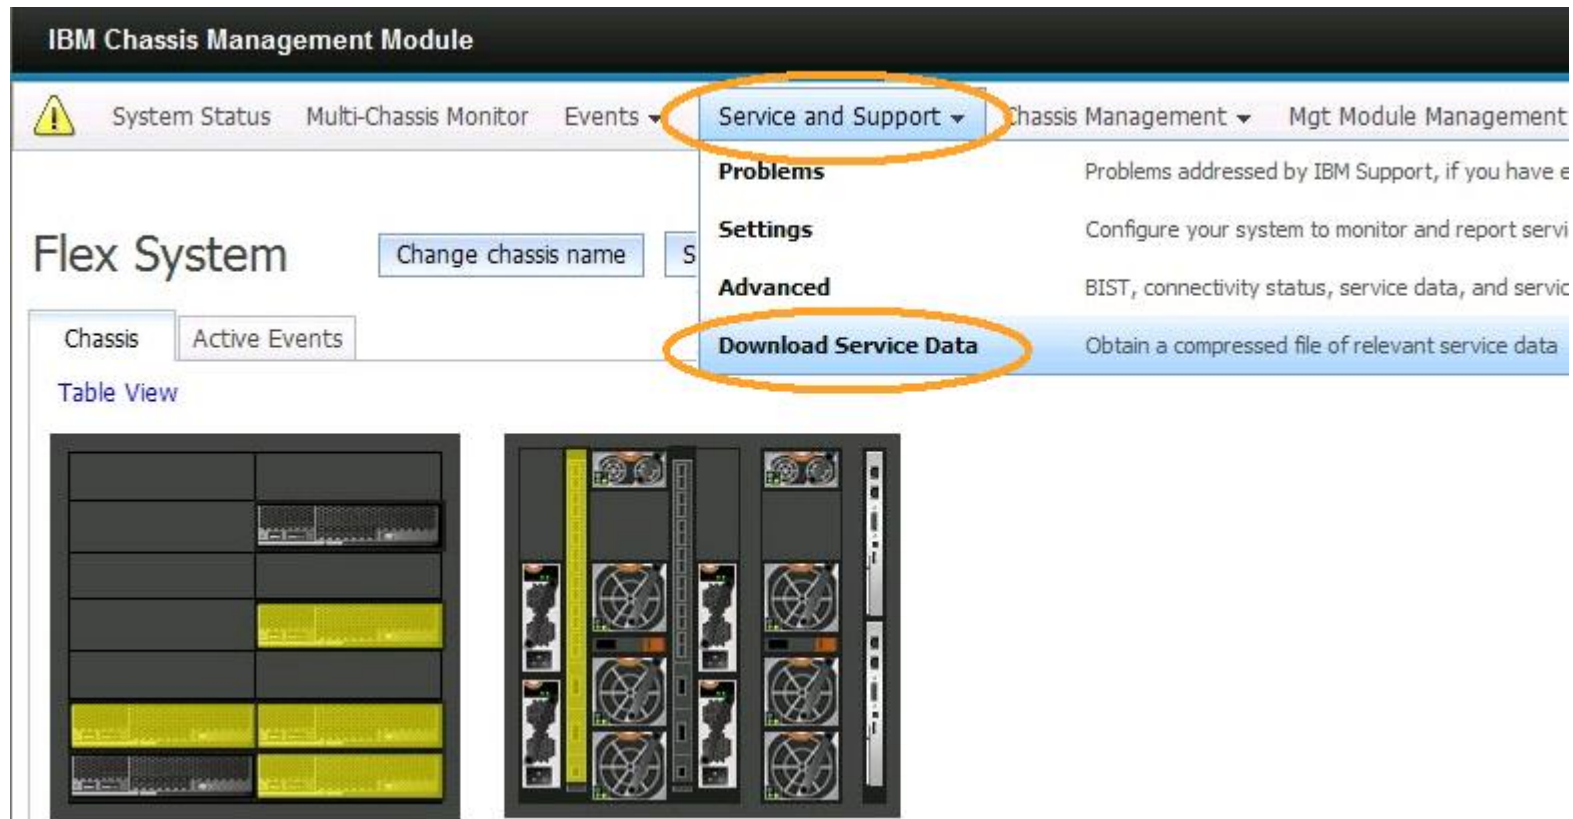 IBM Chassis Management Module
System Status Multi-Chassis Monitor Events Service and Support Chassis Management Mgt Module Management
Problems Problems addressed by IBM Support, if you have e
Settings Configure your system to monitor and report servi
Advanced BIST, connectivity status, service data, and servic
Download Service Data Obtain a compressed file of relevant service data
Flex System Change chassis name S
Chassis Active Events
Table View